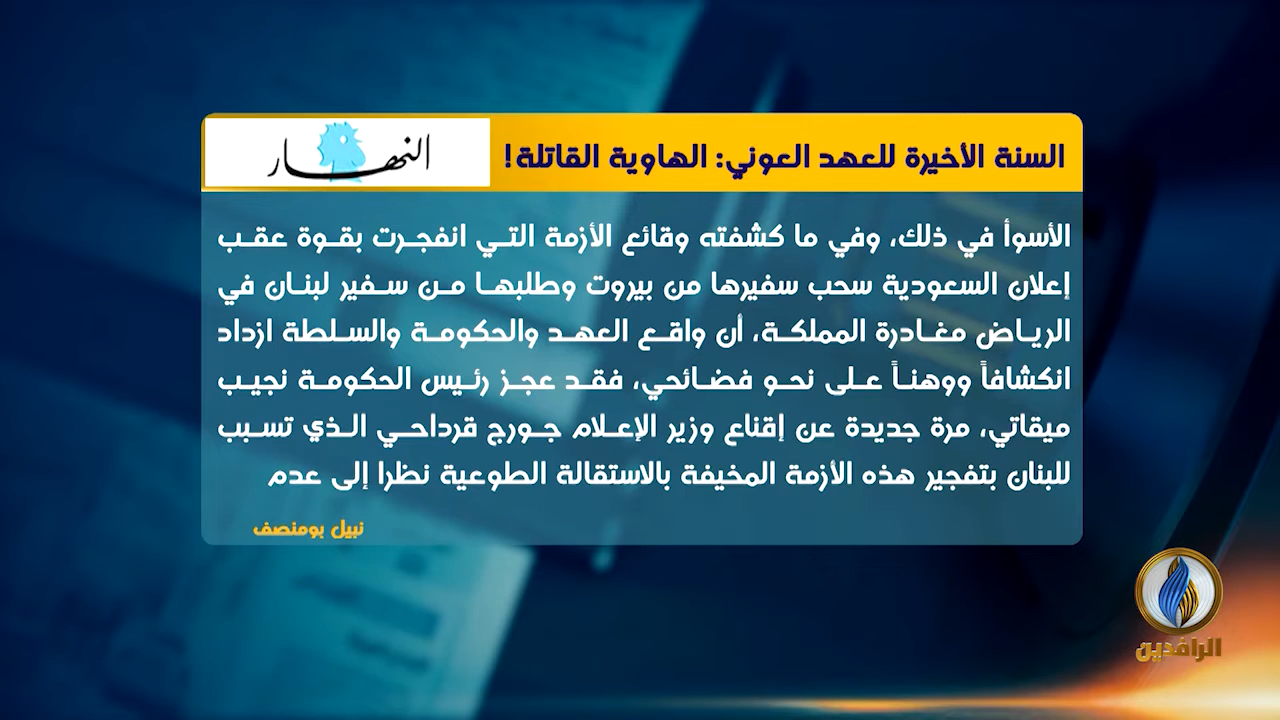 السنة الأخيرة للعهد العوني: الهاوية القاتلة!
النهار
الأسوأ في ذلك، وفي ما كشفته وقائع الأزمة التي انفجرت بقوة عقب
إعلان السعودية سحب سفيرها من بيروت وطلبها من سفير لبنان في
الرياض مغادرة المملكة، أن واقع العهد والحكومة والسلطة ازداد
انكشافاً ووهناً على نحو فضائحي، فقد عجز رئيس الحكومة نجيب
ميقاتي، مرة جديدة عن إقناع وزير الإعلام جورج قرداحي الذي تسبب
للبنان بتفجير هذه الأزمة المخيفة بالاستقالة الطوعية نظرا إلى عدم
نبيل بومنصف
الرافدين